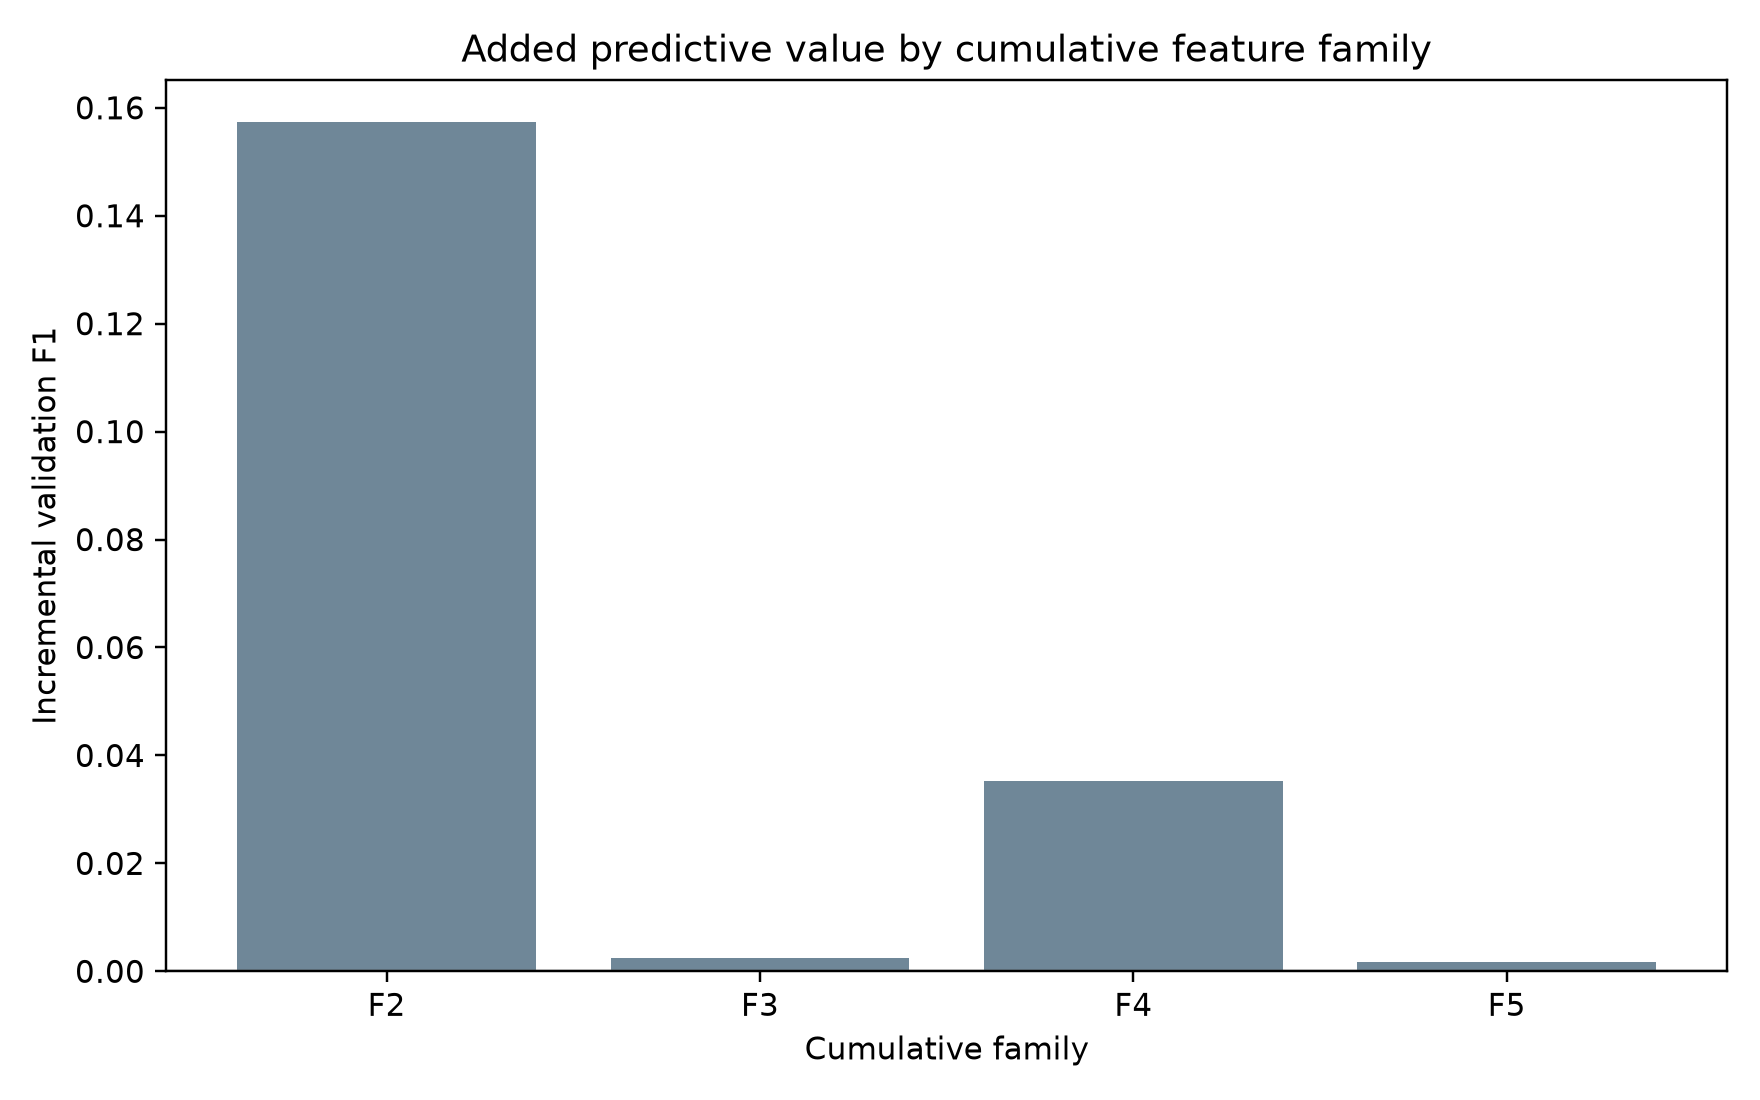 Added predictive value by cumulative feature family
Incremental validation F1
0.16
0.14
0.12
0.10
0.08
0.06
0.04
0.02
0.00
F2 F3 F4 F5
Cumulative family